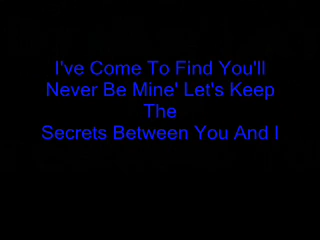 I've Come To Find You'll
Never Be Mine' Let's Keep
The
Secrets Between You And I